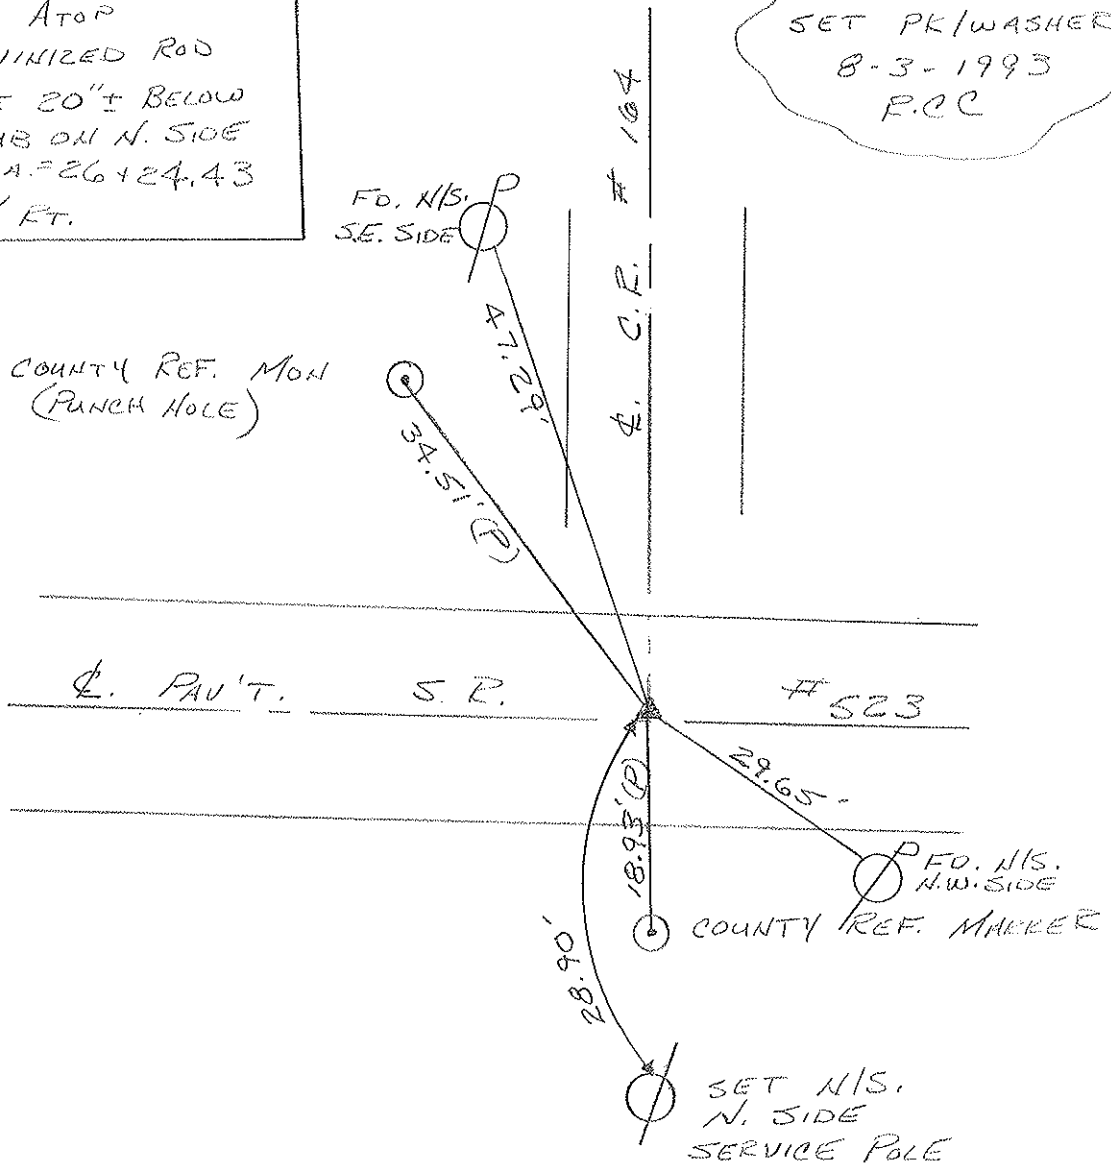 ATOP
ROD
20"± BELOW
ON N. SIDE
A.=26+24.43
FT.
SET PK/WASHER
8-3-1993
R.C.C
℄. C.R. # 164
FD. N/S.
S.E. SIDE
P
47.29'
COUNTY REF. MON
(PUNCH HOLE)
34.51' (P)
℄. PAV'T. S.R. # 523
29.65'
18.93' (P)
P
FD. N/S.
N.W. SIDE
COUNTY REF. MARKER
28.90'
SET N/S.
N. SIDE
SERVICE POLE